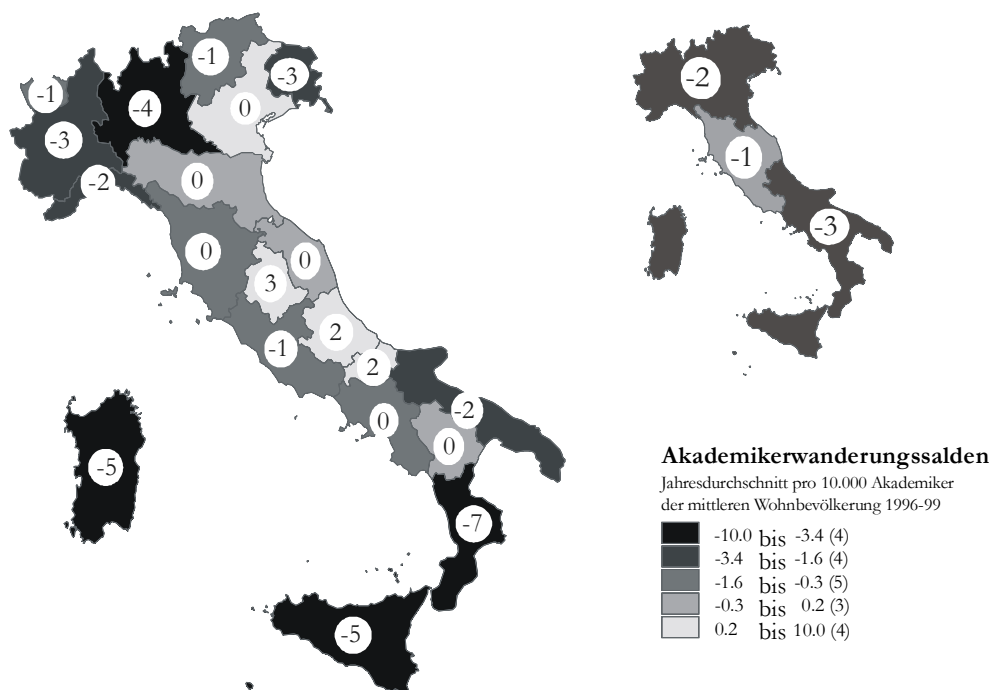 -1
-3
-1
-4
0
-3
-2
0
0
0
3
2
-1
2
-2
0
0
-5
-7
-5
-2
-1
-3
Akademikerwanderungssalden
Jahresdurchschnitt pro 10.000 Akademiker
der mittleren Wohnbevölkerung 1996-99
-10.0 bis -3.4 (4)
-3.4 bis -1.6 (4)
-1.6 bis -0.3 (5)
-0.3 bis 0.2 (3)
0.2 bis 10.0 (4)